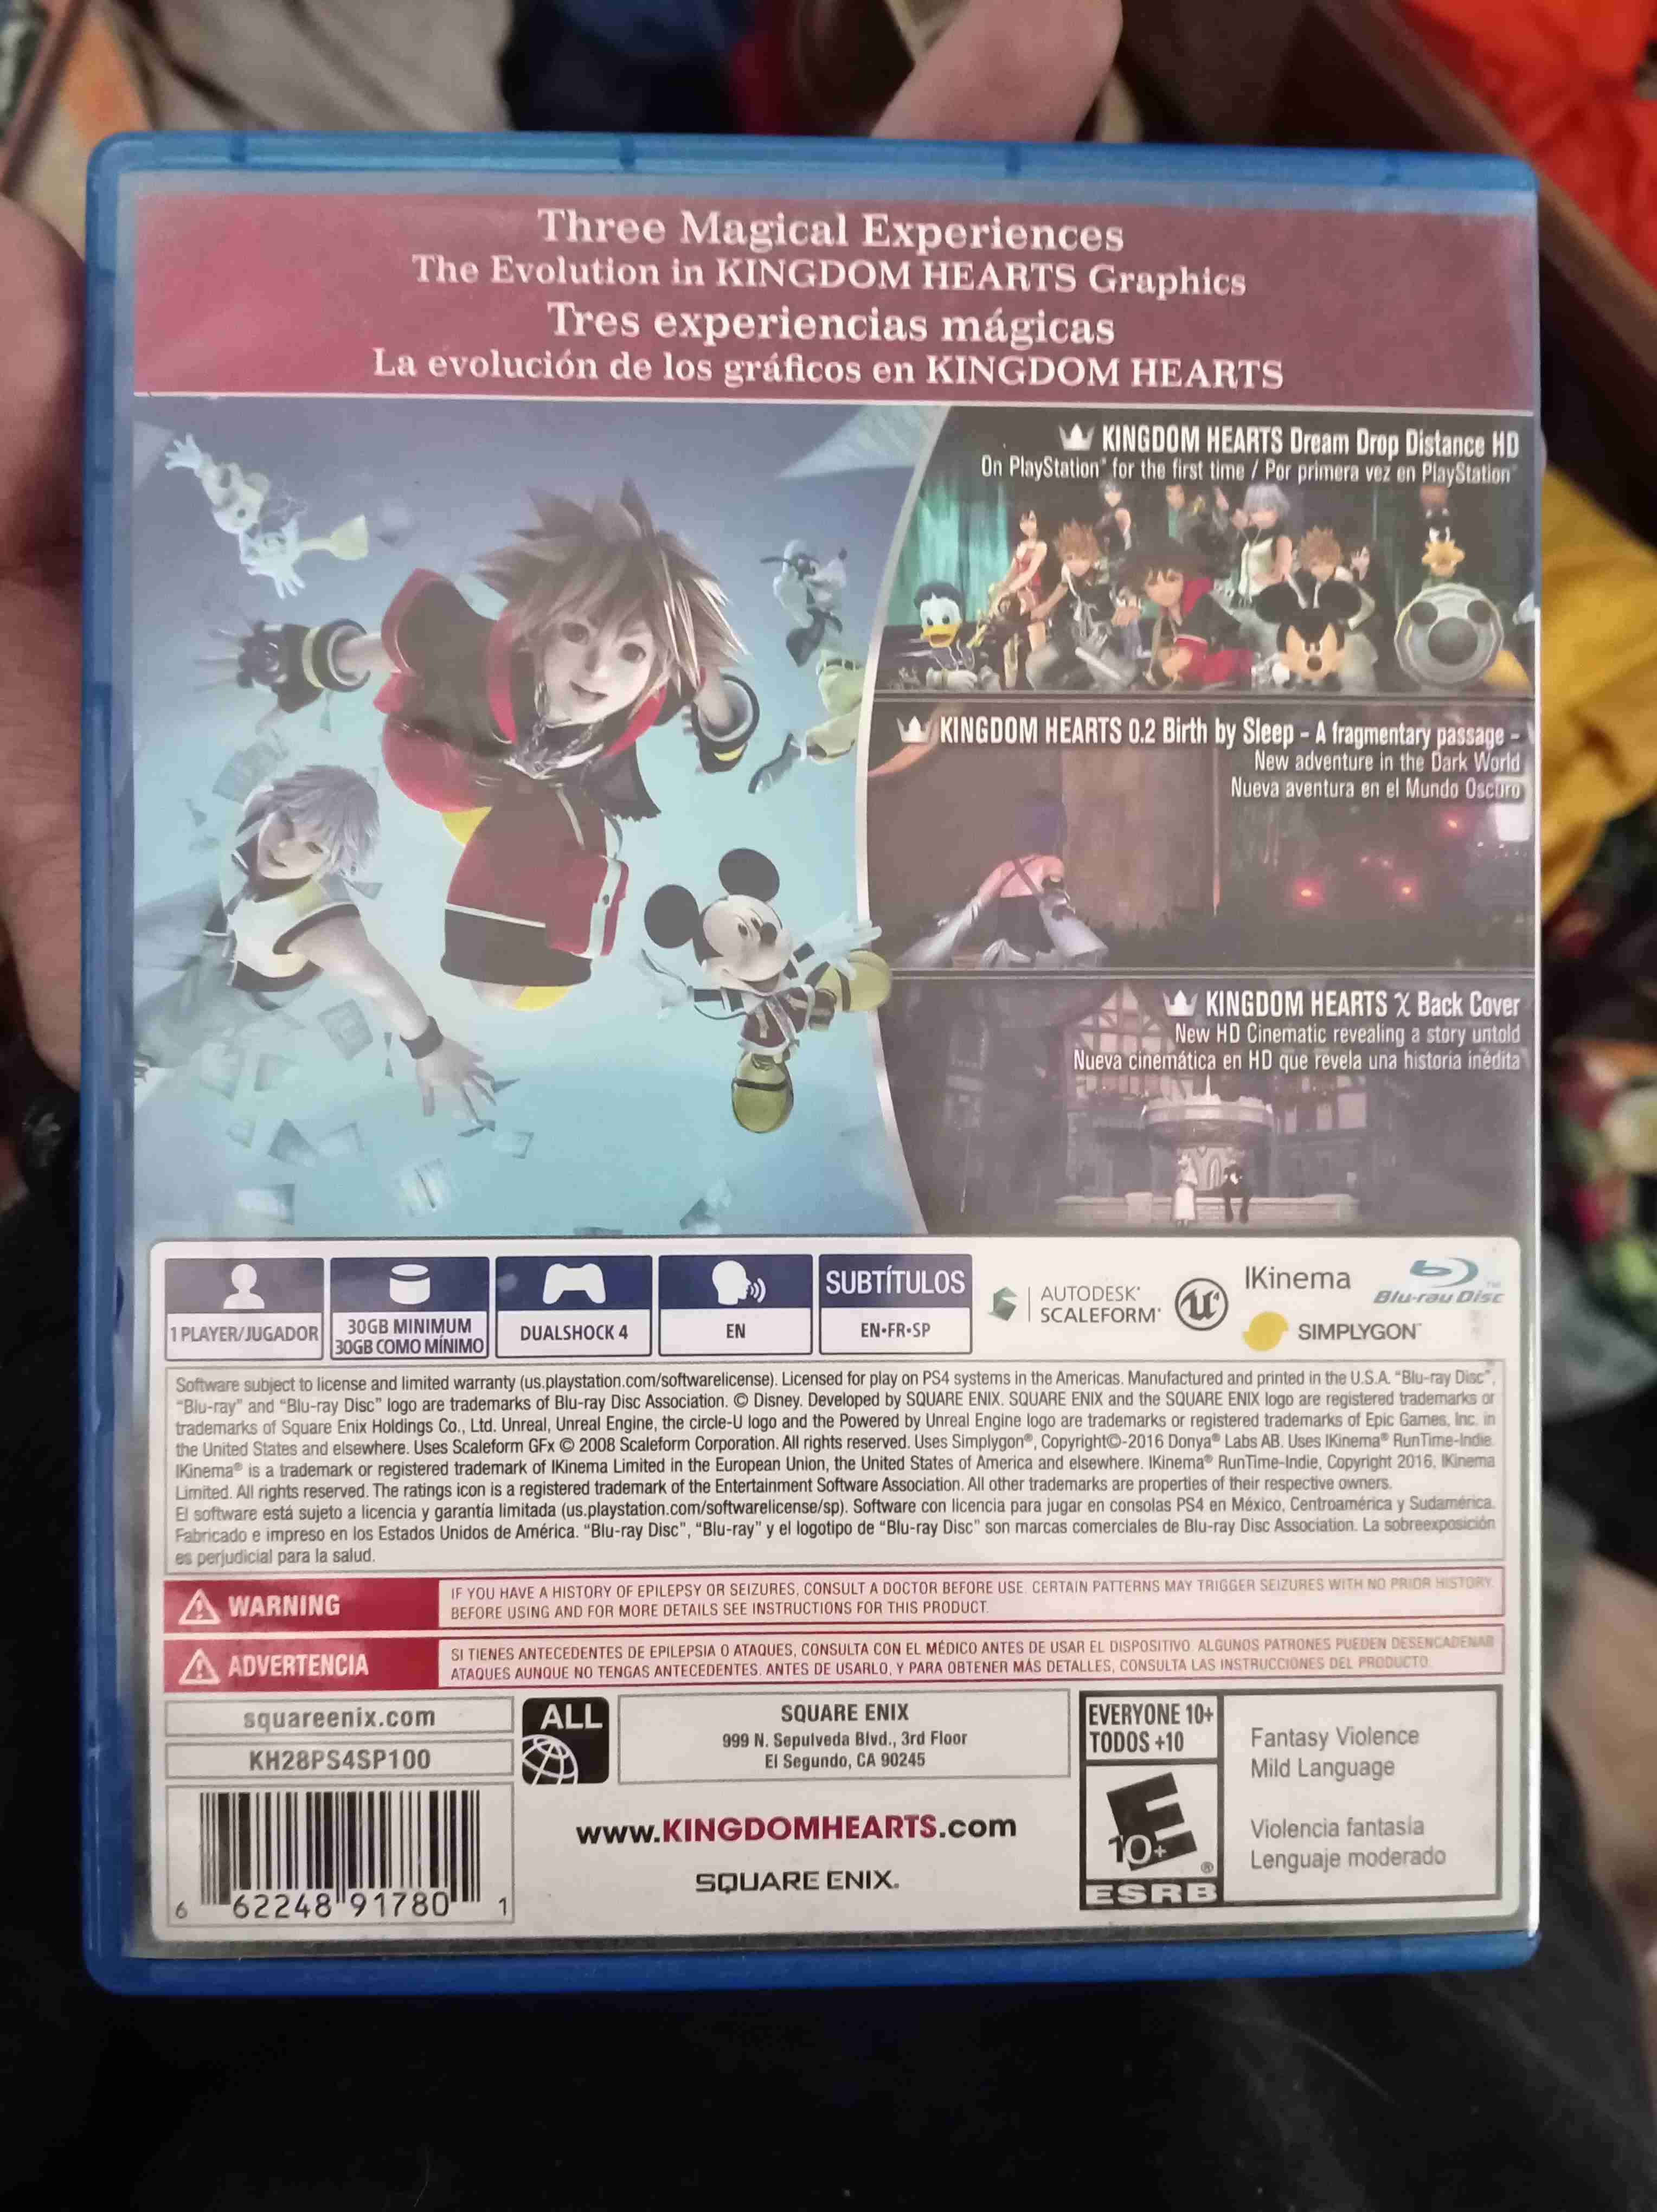 Three Magical Experiences
The Evolution in KINGDOM HEARTS Graphics
Tres experiencias mágicas
La evolución de los gráficos en KINGDOM HEARTS
KINGDOM HEARTS Dream Drop Distance HD
On PlayStation® for the first time / Por primera vez en PlayStation™
KINGDOM HEARTS 0.2 Birth by Sleep - A fragmentary passage -
New adventure in the Dark World
Nueva aventura en el Mundo Oscuro
KINGDOM HEARTS χ Back Cover
New HD Cinematic revealing a story untold
Nueva cinemática en HD que revela una historia inédita
1 PLAYER/JUGADOR
30GB MINIMUM
30GB COMO MÍNIMO
DUALSHOCK 4
EN
SUBTÍTULOS
EN•FR•SP
AUTODESK®
SCALEFORM®
IKinema
SIMPLYGON™
Blu-ray Disc™
Software subject to license and limited warranty (us.playstation.com/softwarelicense). Licensed for play on PS4 systems in the Americas. Manufactured and printed in the U.S.A. “Blu-ray Disc”,
“Blu-ray” and “Blu-ray Disc” logo are trademarks of Blu-ray Disc Association. © Disney. Developed by SQUARE ENIX. SQUARE ENIX and the SQUARE ENIX logo are registered trademarks or
trademarks of Square Enix Holdings Co., Ltd. Unreal, Unreal Engine, the circle-U logo and the Powered by Unreal Engine logo are trademarks or registered trademarks of Epic Games, Inc. in
the United States and elsewhere. Uses Scaleform GFx © 2008 Scaleform Corporation. All rights reserved. Uses Simplygon®, Copyright©-2016 Donya® Labs AB. Uses IKinema® RunTime-Indie.
IKinema® is a trademark or registered trademark of IKinema Limited in the European Union, the United States of America and elsewhere. IKinema® RunTime-Indie, Copyright 2016, IKinema
Limited. All rights reserved. The ratings icon is a registered trademark of the Entertainment Software Association. All other trademarks are properties of their respective owners.
El software está sujeto a licencia y garantía limitada (us.playstation.com/softwarelicense/sp). Software con licencia para jugar en consolas PS4 en México, Centroamérica y Sudamérica.
Fabricado e impreso en los Estados Unidos de América. “Blu-ray Disc”, “Blu-ray” y el logotipo de “Blu-ray Disc” son marcas comerciales de Blu-ray Disc Association. La sobreexposición
es perjudicial para la salud.
WARNING
IF YOU HAVE A HISTORY OF EPILEPSY OR SEIZURES, CONSULT A DOCTOR BEFORE USE. CERTAIN PATTERNS MAY TRIGGER SEIZURES WITH NO PRIOR HISTORY.
BEFORE USING AND FOR MORE DETAILS SEE INSTRUCTIONS FOR THIS PRODUCT.
ADVERTENCIA
SI TIENES ANTECEDENTES DE EPILEPSIA O ATAQUES, CONSULTA CON EL MÉDICO ANTES DE USAR EL DISPOSITIVO. ALGUNOS PATRONES PUEDEN DESENCADENAR
ATAQUES AUNQUE NO TENGAS ANTECEDENTES. ANTES DE USARLO, Y PARA OBTENER MÁS DETALLES, CONSULTA LAS INSTRUCCIONES DEL PRODUCTO.
squareenix.com
KH28PS4SP100
ALL
SQUARE ENIX
999 N. Sepulveda Blvd., 3rd Floor
El Segundo, CA 90245
www.KINGDOMHEARTS.com
SQUARE ENIX®
EVERYONE 10+
TODOS +10
E
10+
®
ESRB
Fantasy Violence
Mild Language
Violencia fantasía
Lenguaje moderado
6 62248 91780 1